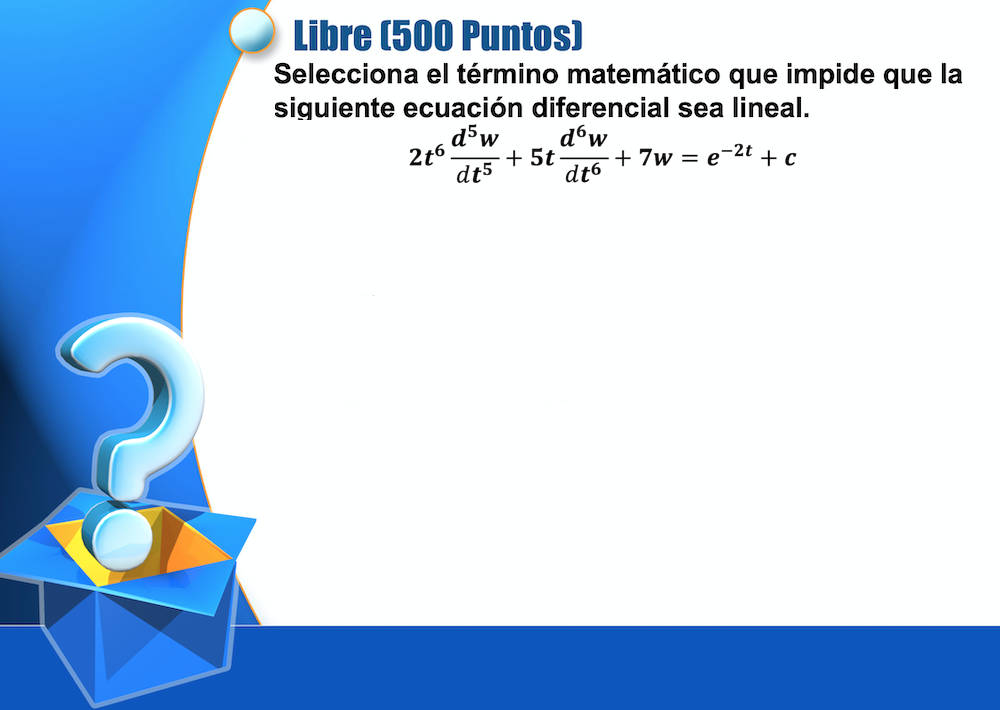 Libre (500 Puntos)
Selecciona el término matemático que impide que la
siguiente ecuación diferencial sea lineal.
2t⁶ d⁵w/dt⁵ + 5t d⁶w/dt⁶ + 7w = e⁻²ᵗ + c